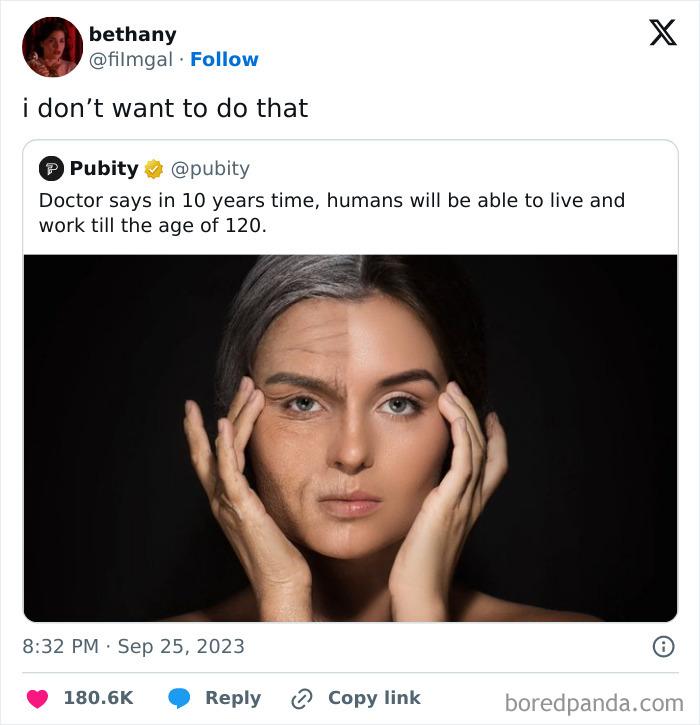 bethany
@fiImgal · Follow
i don’t want to do that
Pubity @pubity
Doctor says in 10 years time, humans will be able to live and
work till the age of 120.
8:32 PM · Sep 25, 2023
180.6K Reply Copy link
boredpanda.com